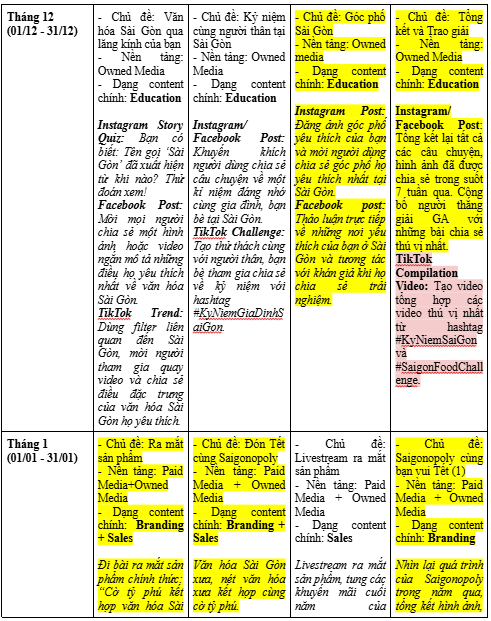 Tháng 12
(01/12 - 31/12)
- Chủ đề: Văn
hóa Sài Gòn qua
lăng kính của bạn
- Nền tảng:
Owned Media
- Dạng content
chính: Education
Instagram Story
Quiz: Bạn có
biết: Tên gọi 'Sài
Gòn' đã xuất hiện
từ khi nào? Thử
đoán xem!
Facebook Post:
Mời mọi người
chia sẻ một hình
ảnh hoặc video
ngắn mô tả những
điều họ yêu thích
nhất về văn hóa
Sài Gòn.
TikTok Trend:
Dùng filter liên
quan đến Sài
Gòn, mời người
tham gia quay
video và chia sẻ
điều đặc trưng
của văn hóa Sài
Gòn họ yêu thích.
- Chủ đề: Kỷ niệm
cùng người thân tại
Sài Gòn
- Nền tảng: Owned
Media
- Dạng content
chính: Education
Instagram/
Facebook Post:
Khuyến khích
người dùng chia sẻ
câu chuyện về một
kỉ niệm đáng nhớ
cùng gia đình, bạn
bè tại Sài Gòn.
TikTok Challenge:
Tạo thử thách cùng
với người thân, bạn
bè tham gia chia sẻ
về kỷ niệm với
hashtag
#KyNiemGiaDinhS
aiGon.
- Chủ đề: Góc phố
Sài Gòn
- Nền tảng: Owned
media
- Dạng content
chính: Education
Instagram Post:
Đăng ảnh góc phố
yêu thích của bạn
và mời người dùng
chia sẻ góc phố họ
yêu thích nhất tại
Sài Gòn.
Facebook post:
Thảo luận trực tiếp
về những nơi yêu
thích của bạn ở Sài
Gòn và tương tác
với khán giả khi họ
chia sẻ trải
nghiệm.
- Chủ đề: Tổng
kết và Trao giải
- Nền tảng:
Owned Media
- Dạng content
chính: Education
Instagram/
Facebook Post:
Tổng kết lại tất cả
các câu chuyện,
hình ảnh đã được
chia sẻ trong suốt
7 tuần qua. Công
bố người thắng
giải GA với
những bài chia sẻ
thú vị nhất.
TikTok
Compilation
Video: Tạo video
tổng hợp các
video thú vị nhất
từ hashtag
#KyNiemSaiGon
và
#SaigonFoodChall
enge.
Tháng 1
(01/01 - 31/01)
- Chủ đề: Ra mắt
sản phẩm
- Nền tảng: Paid
Media+Owned
Media
- Dạng content
chính: Branding
+ Sales
Đi bài ra mắt sản
phẩm chính thức:
"Cờ tỷ phú kết
hợp văn hóa Sài
- Chủ đề: Đón Tết
cùng Saigonopoly
- Nền tảng: Paid
Media + Owned
Media
- Dạng content
chính: Branding +
Sales
Văn hóa Sài Gòn
xưa, nét văn hóa
xưa kết hợp cùng
cờ tỷ phú.
- Chủ đề:
Livestream ra mắt
sản phẩm
- Nền tảng: Paid
Media + Owned
Media
- Dạng content
chính: Sales
Livestream ra mắt
sản phẩm, tung các
khuyến mãi cuối
năm của
- Chủ đề:
Saigonopoly cùng
bạn vui Tết (1)
- Nền tảng: Paid
Media + Owned
Media
- Dạng content
chính: Branding
Nhìn lại quá trình
của Saigonopoly
trong năm qua,
tổng kết hình ảnh,